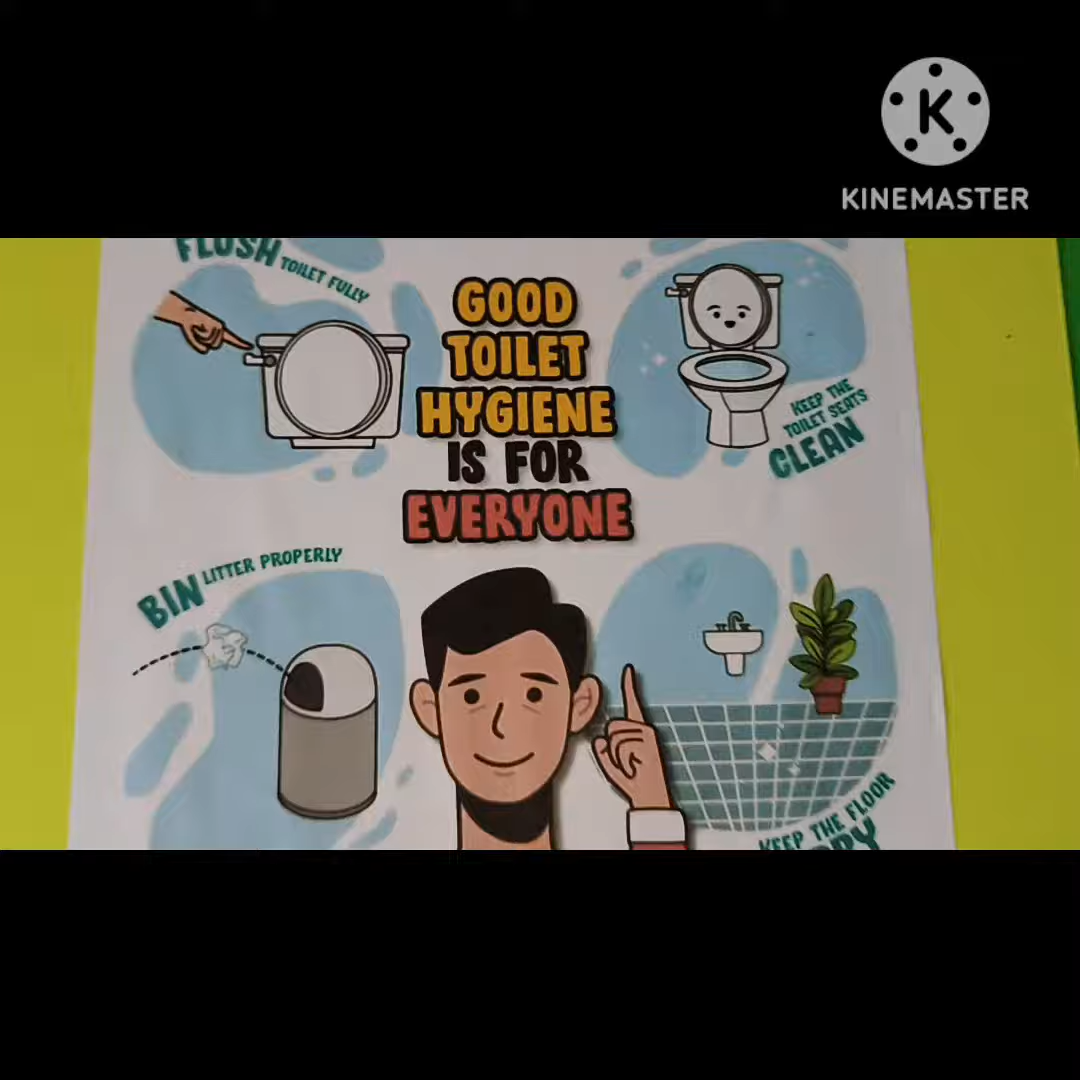 K
KINEMASTER
FLUSH TOILET FULLY
GOOD
TOILET
HYGIENE
IS FOR
EVERYONE
KEEP THE
TOILET SEATS
CLEAN
BIN LITTER PROPERLY
KEEP THE FLOOR
DRY